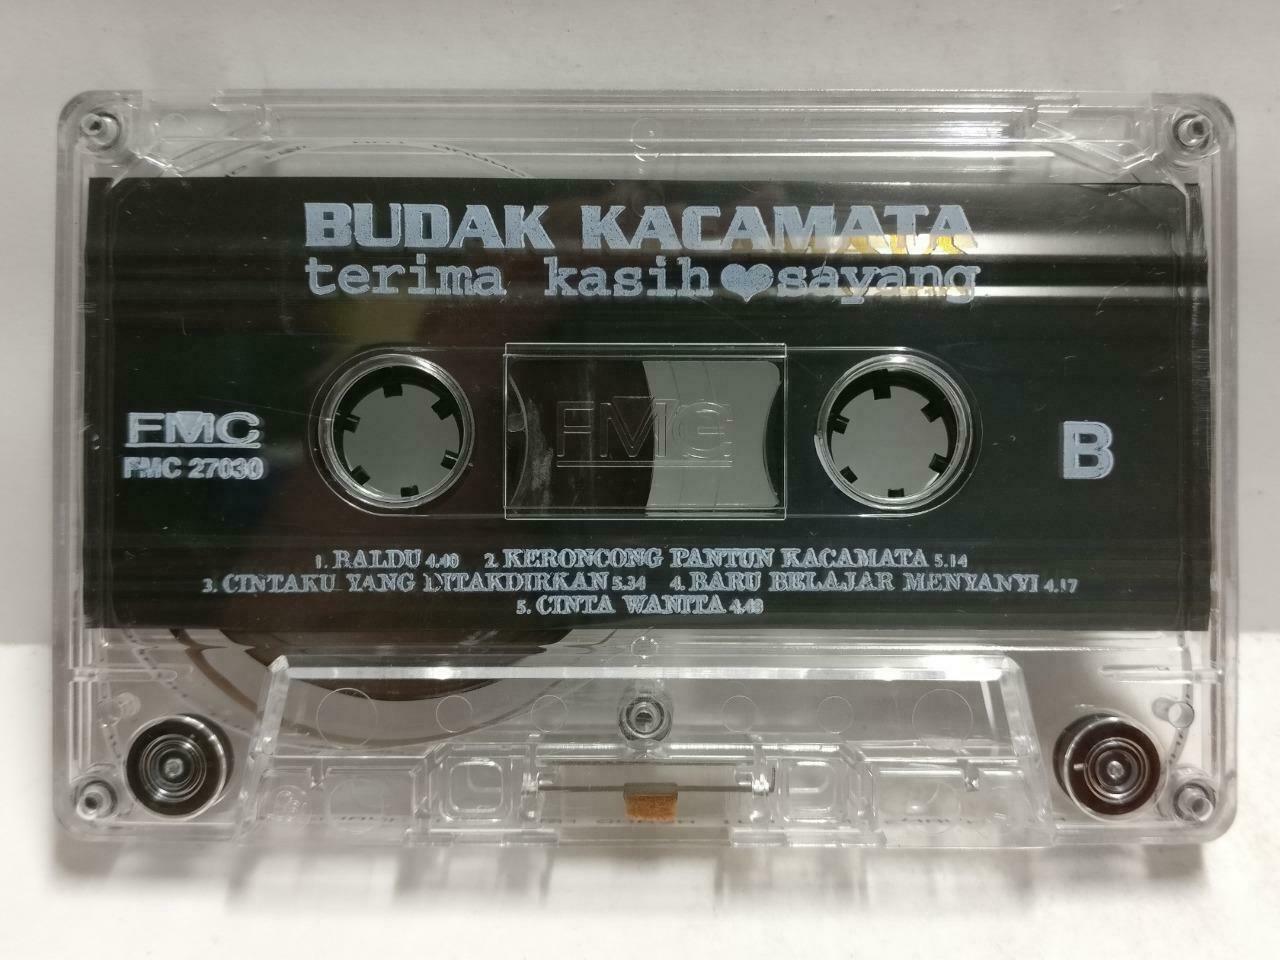 BUDAK KACAMATA
terima kasih♥sayang
FMC
FMC 27030
FMC
B
1. BALDU 4.48 2. KERONCONG PANTUN KACAMATA 5.14
3. CINTAKU YANG DITAKDIRKAN 5.34 4. BARU BELAJAR MENYANYI 4.17
5. CINTA WANITA 4.48